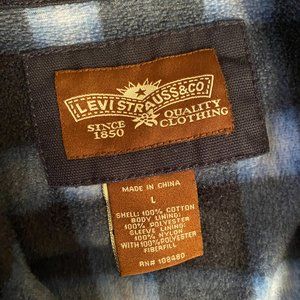 LEVI STRAUSS & CO
SINCE
1850
QUALITY
CLOTHING
MADE IN CHINA
L
SHELL: 100% COTTON
BODY LINING:
100% POLYESTER
SLEEVE LINING:
100% NYLON
WITH 100% POLYESTER
FIBERFILL
RN# 108480